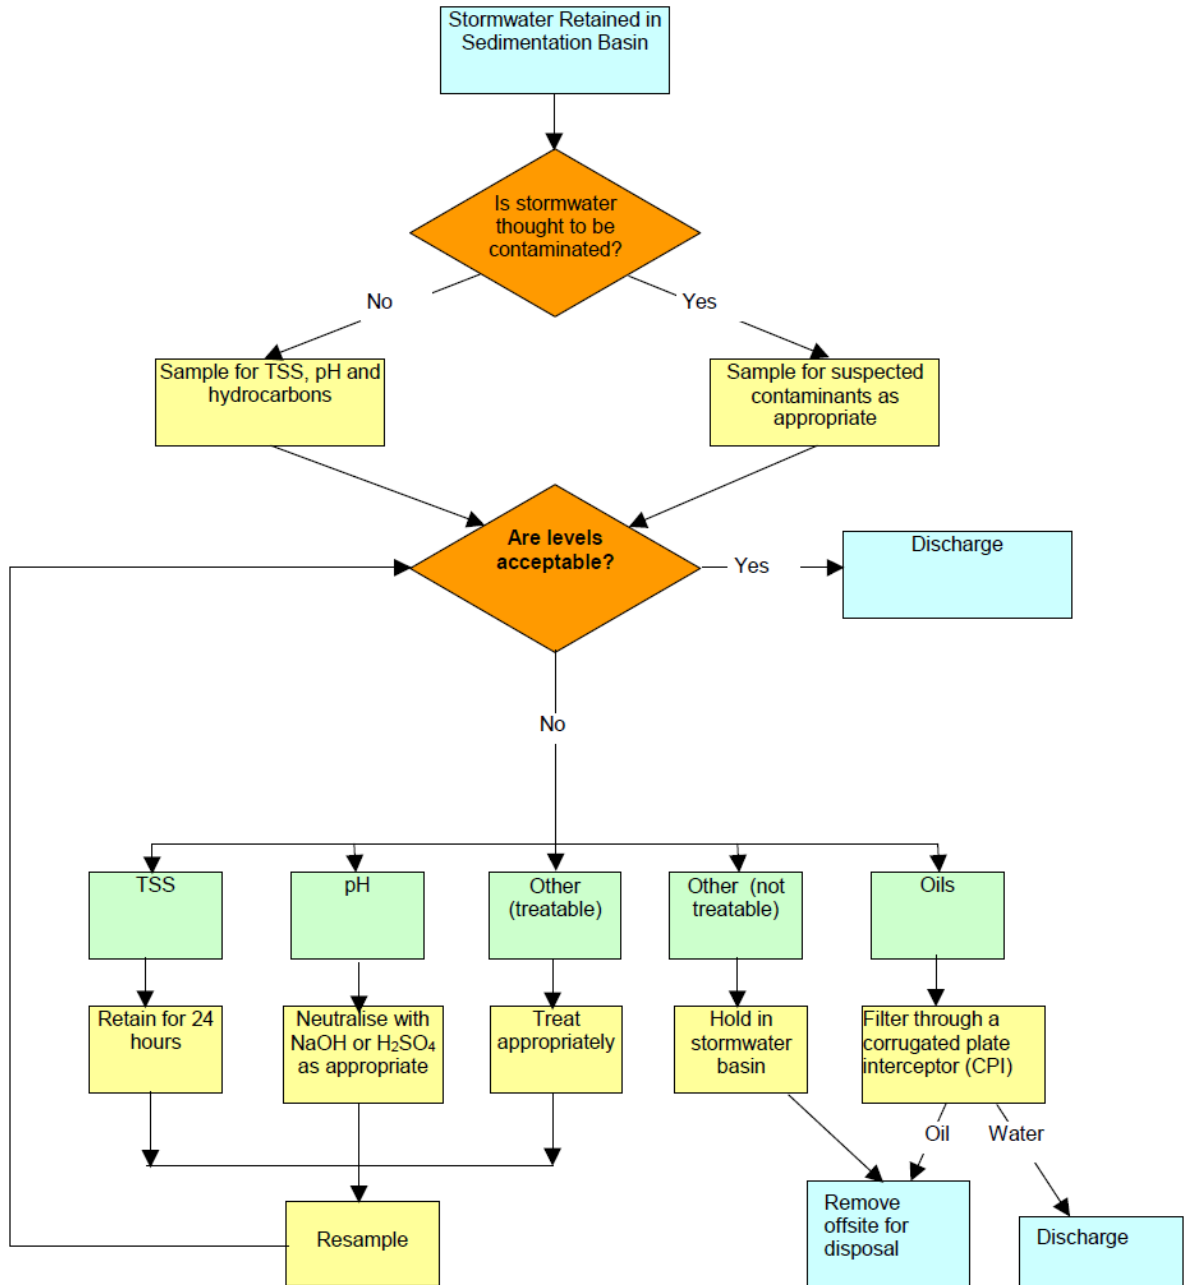 Stormwater Retained in
Sedimentation Basin
Is stormwater
thought to be
contaminated?
No
Yes
Sample for TSS, pH and
hydrocarbons
Sample for suspected
contaminants as
appropriate
Are levels
acceptable?
Yes
Discharge
No
TSS
pH
Other
(treatable)
Other (not
treatable)
Oils
Retain for 24
hours
Neutralise with
NaOH or H₂SO₄
as appropriate
Treat
appropriately
Hold in
stormwater
basin
Filter through a
corrugated plate
interceptor (CPI)
Oil
Water
Resample
Remove
offsite for
disposal
Discharge